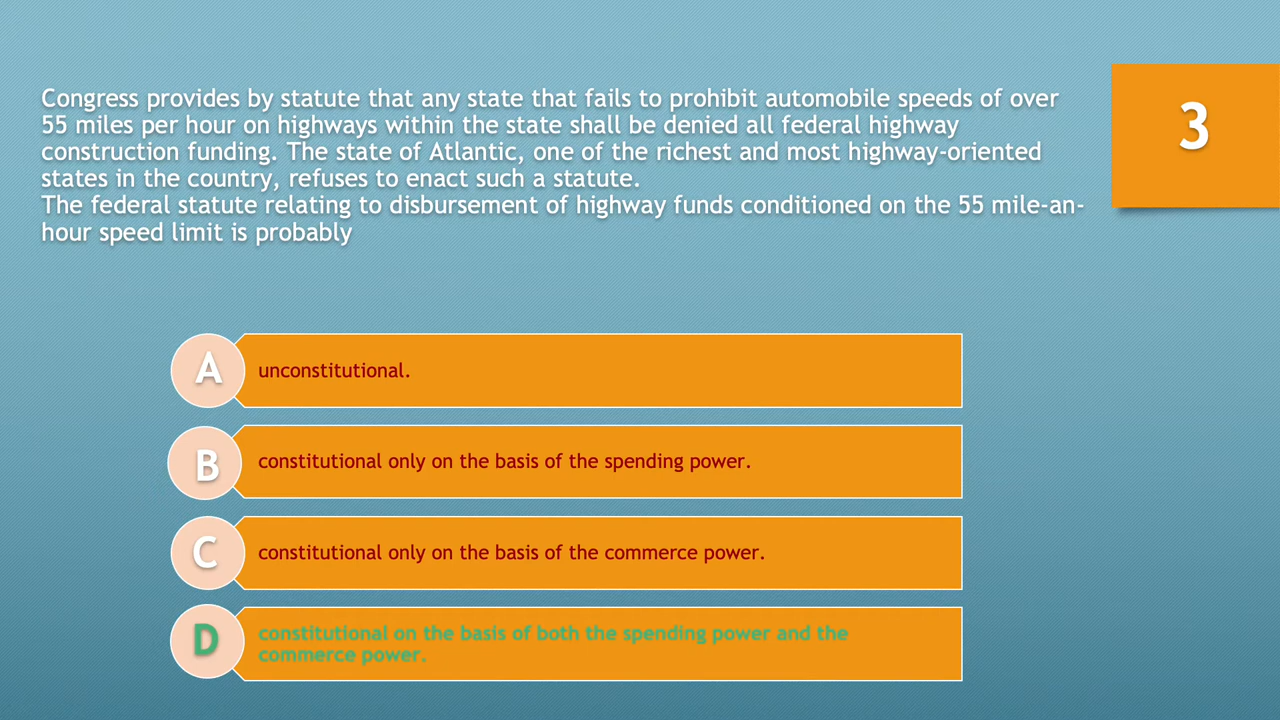 Congress provides by statute that any state that fails to prohibit automobile speeds of over
55 miles per hour on highways within the state shall be denied all federal highway
construction funding. The state of Atlantic, one of the richest and most highway-oriented
states in the country, refuses to enact such a statute.
The federal statute relating to disbursement of highway funds conditioned on the 55 mile-an-
hour speed limit is probably
3
A
unconstitutional.
B
constitutional only on the basis of the spending power.
C
constitutional only on the basis of the commerce power.
D
constitutional on the basis of both the spending power and the
commerce power.